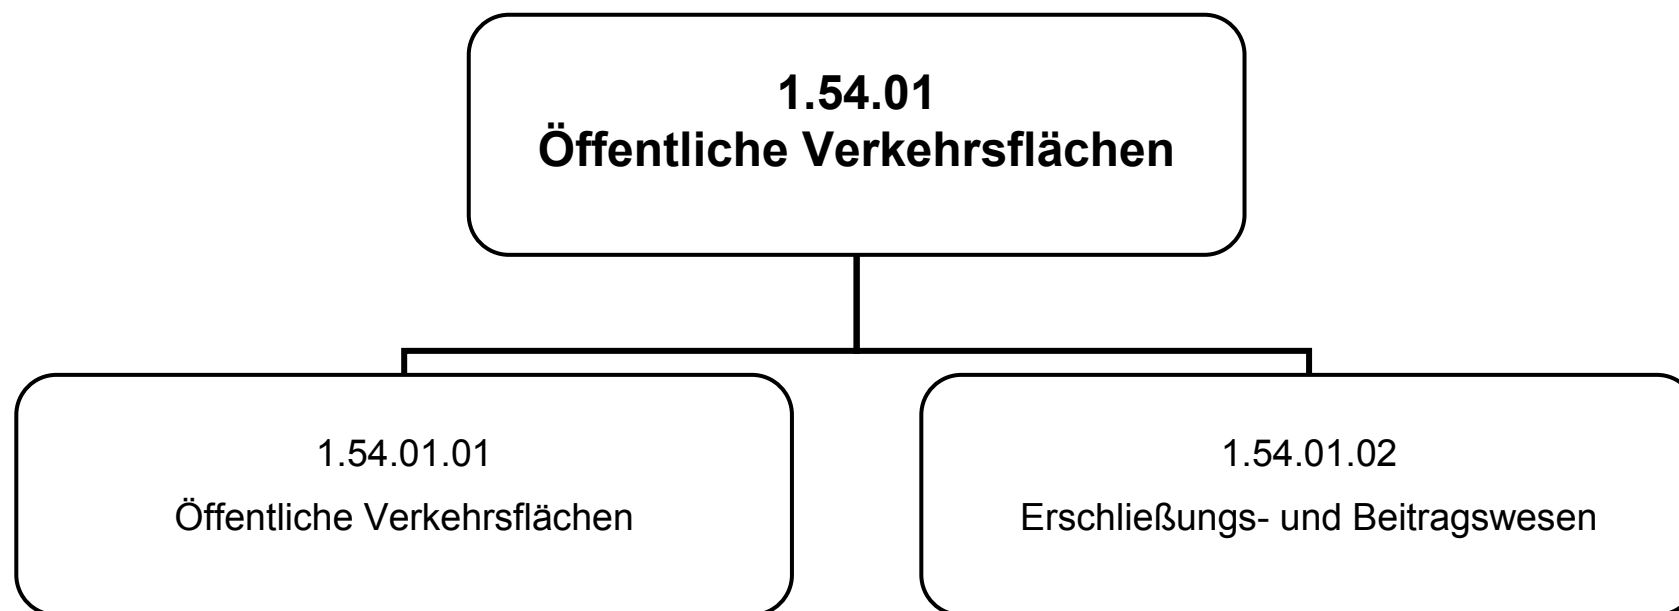 1.54.01
Öffentliche Verkehrsflächen
1.54.01.01
Öffentliche Verkehrsflächen
1.54.01.02
Erschließungs- und Beitragswesen